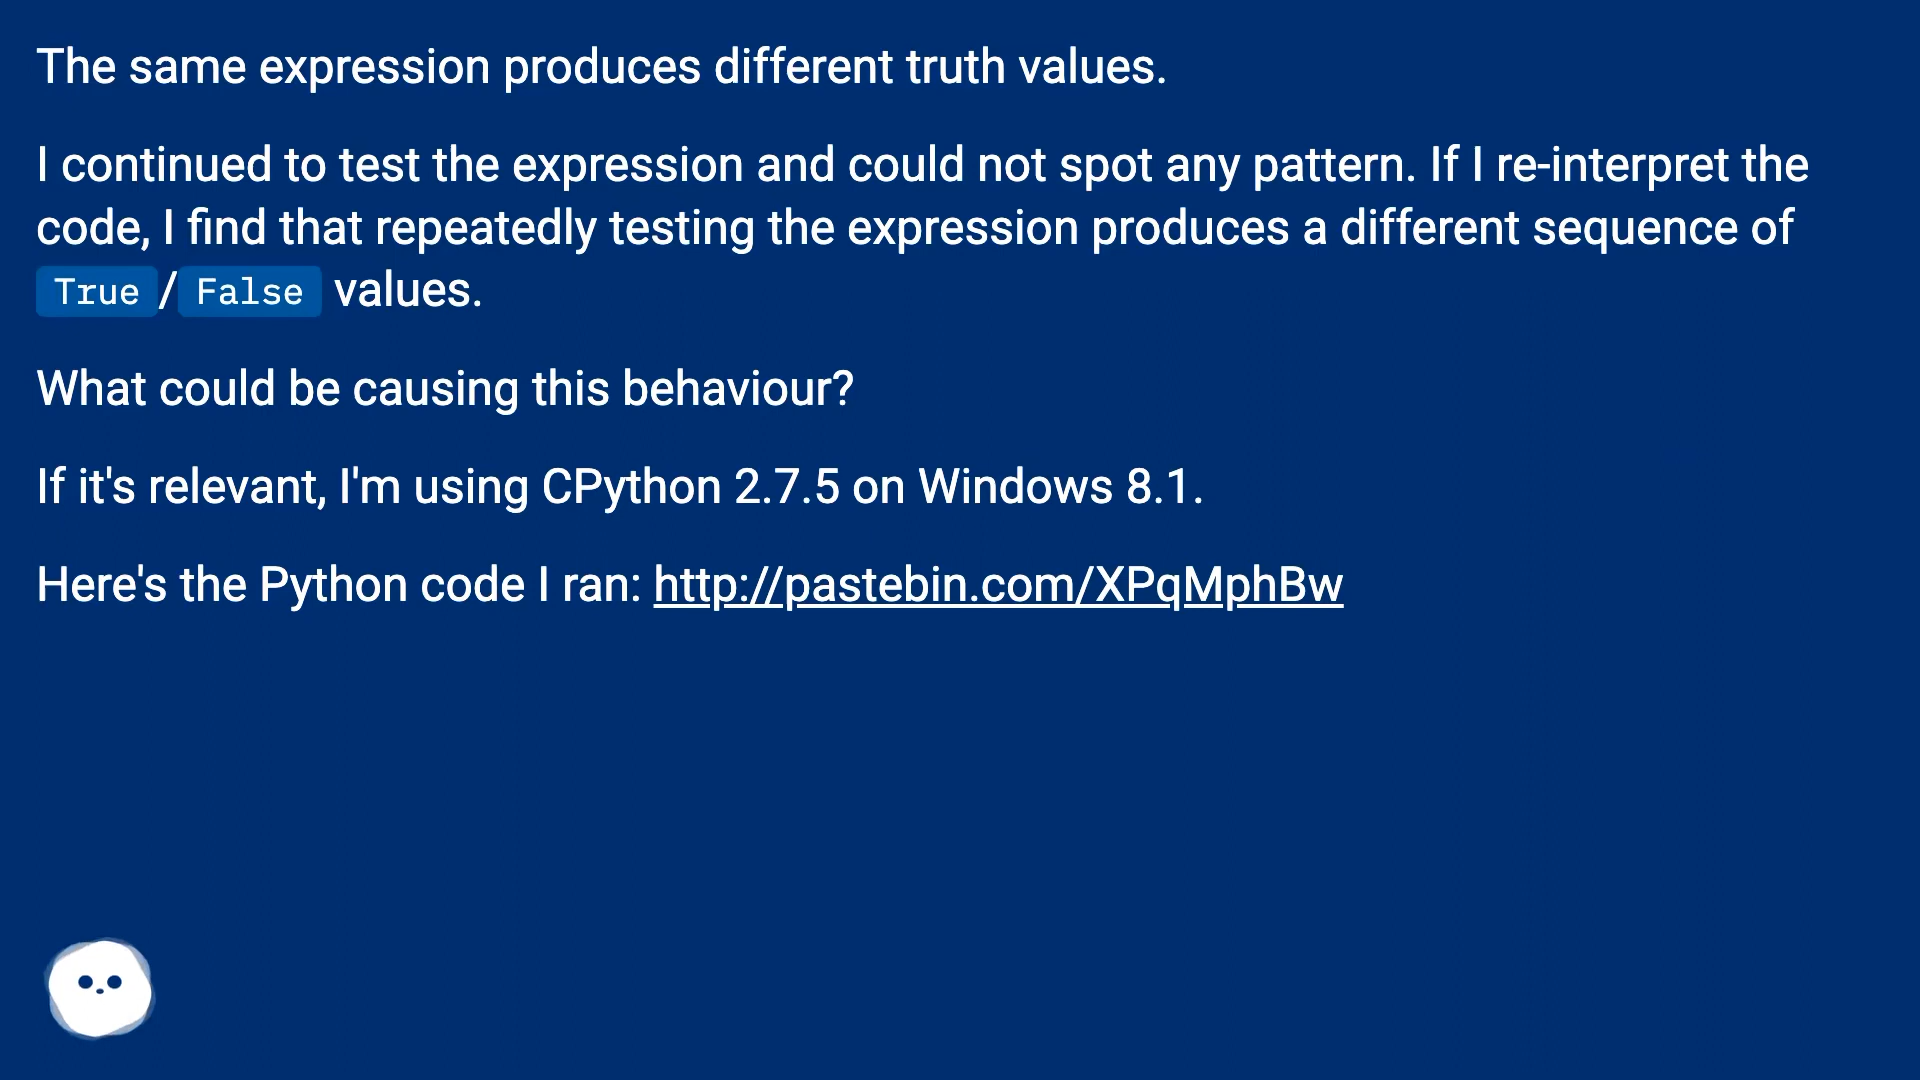 The same expression produces different truth values.
I continued to test the expression and could not spot any pattern. If I re-interpret the
code, I find that repeatedly testing the expression produces a different sequence of
True/False values.
What could be causing this behaviour?
If it's relevant, I'm using CPython 2.7.5 on Windows 8.1.
Here's the Python code I ran: http://pastebin.com/XPqMphBw